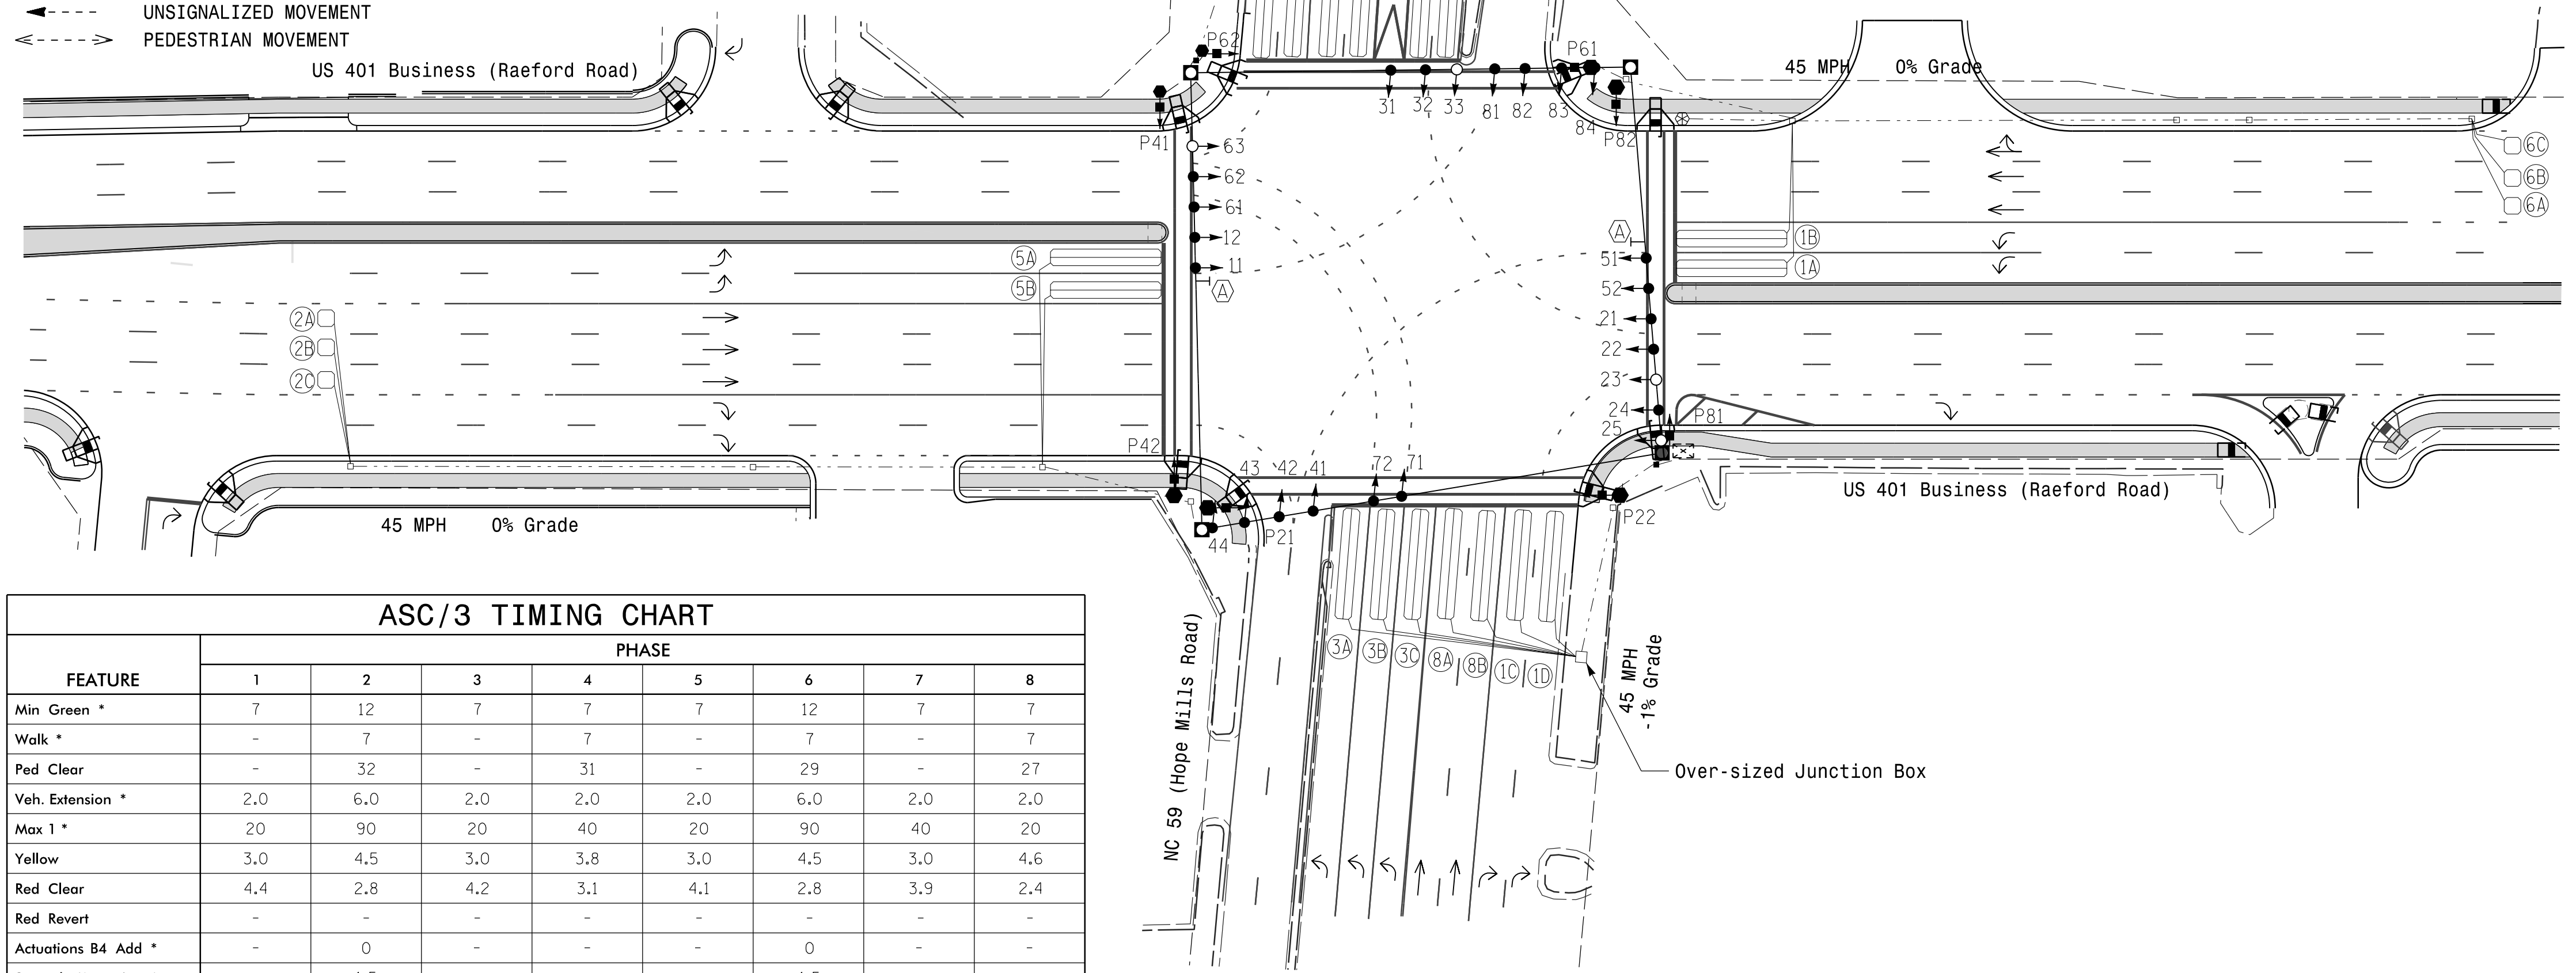 UNSIGNALIZED MOVEMENT
PEDESTRIAN MOVEMENT
US 401 Business (Raeford Road)
P62
P61
45 MPH 0% Grade
31 32 33 81 82 83
84
P82
P41
63
62
61
12
11
A
A
5A
5B
1B
1A
6C
6B
6A
2A
2B
2C
51
52
21
22
23
24
25
P81
P42
43 42 41 72 71
44
P21
P22
US 401 Business (Raeford Road)
45 MPH 0% Grade
3A 3B 3C 8A 8B 1C 1D
45 MPH
-1% Grade
NC 59 (Hope Mills Road)
Over-sized Junction Box
ASC/3 TIMING CHART
PHASE
FEATURE 1 2 3 4 5 6 7 8
Min Green * 7 12 7 7 7 12 7 7
Walk * - 7 - 7 - 7 - 7
Ped Clear - 32 - 31 - 29 - 27
Veh. Extension * 2.0 6.0 2.0 2.0 2.0 6.0 2.0 2.0
Max 1 * 20 90 20 40 20 90 40 20
Yellow 3.0 4.5 3.0 3.8 3.0 4.5 3.0 4.6
Red Clear 4.4 2.8 4.2 3.1 4.1 2.8 3.9 2.4
Red Revert - - - - - - - -
Actuations B4 Add * - 0 - - - 0 - -